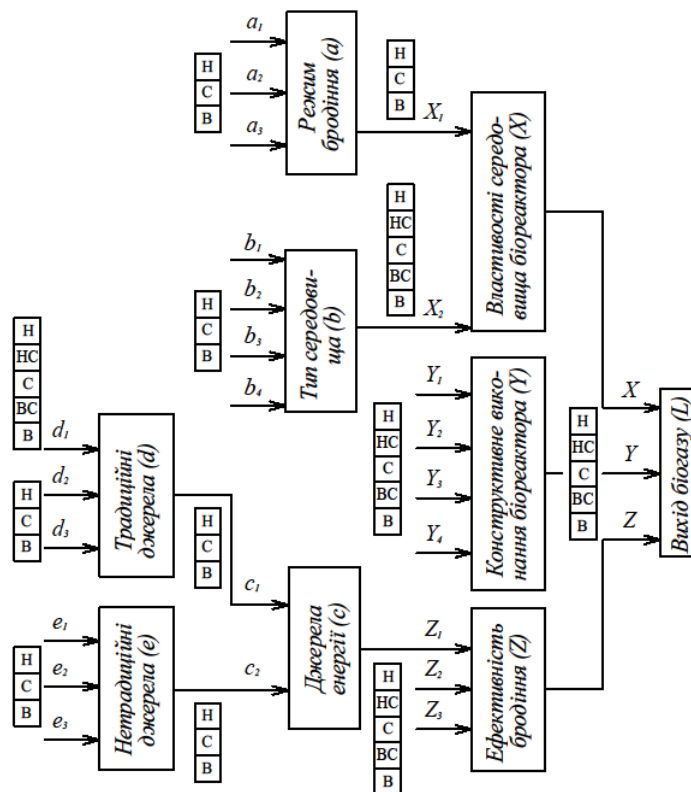 a₁
a₂
a₃
Н
С
В
Режим
бродіння (a)
Н
С
В
X₁
b₁
b₂
b₃
b₄
Н
С
В
Тип середови-
ща (b)
Н
НС
С
ВС
В
X₂
Властивості середо-
вища біореактора (X)
Н
НС
С
ВС
В
d₁
d₂
d₃
Н
С
В
Традиційні
джерела (d)
Н
С
В
c₁
e₁
e₂
e₃
Н
С
В
Нетрадиційні
джерела (e)
Н
С
В
c₂
Джерела
енергії (c)
Y₁
Y₂
Y₃
Y₄
Н
НС
С
ВС
В
Конструктивне вико-
нання біореактора (Y)
Z₁
Z₂
Z₃
Н
НС
С
ВС
В
Ефективність
бродіння (Z)
Н
НС
С
ВС
В
X
Y
Z
Вихід біогазу (L)